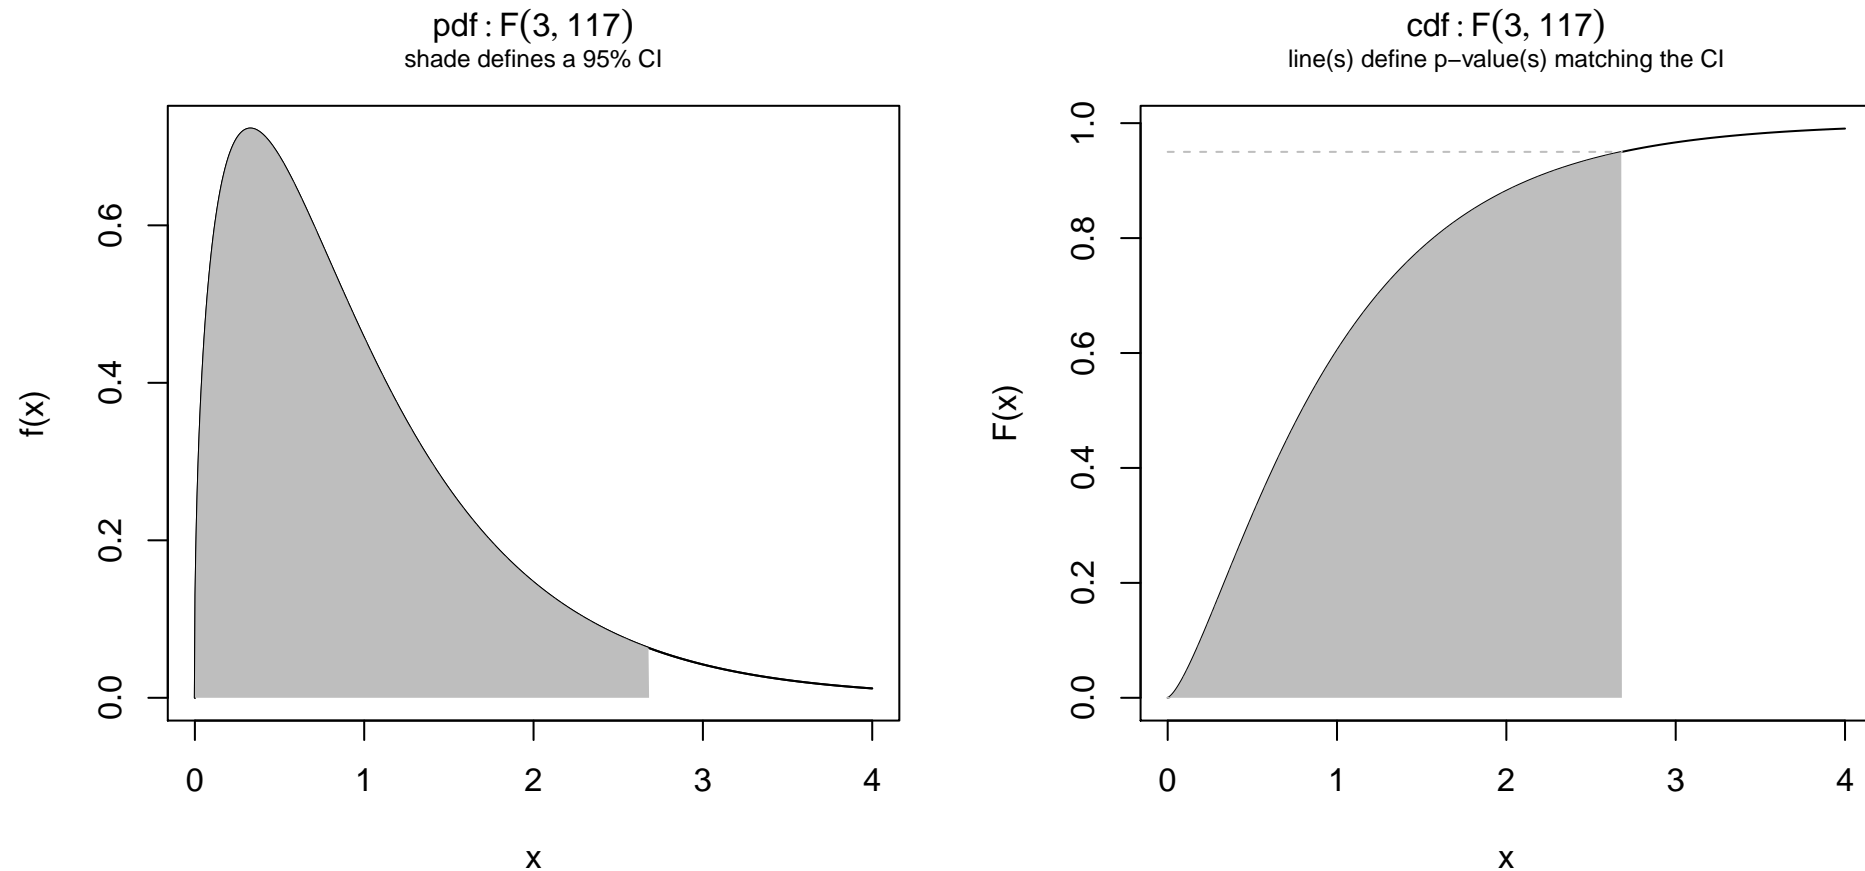 pdf : F(3, 117)
shade defines a 95% CI
f(x)
0.6
0.4
0.2
0.0
0 1 2 3 4
x
cdf : F(3, 117)
line(s) define p−value(s) matching the CI
F(x)
1.0
0.8
0.6
0.4
0.2
0.0
0 1 2 3 4
x